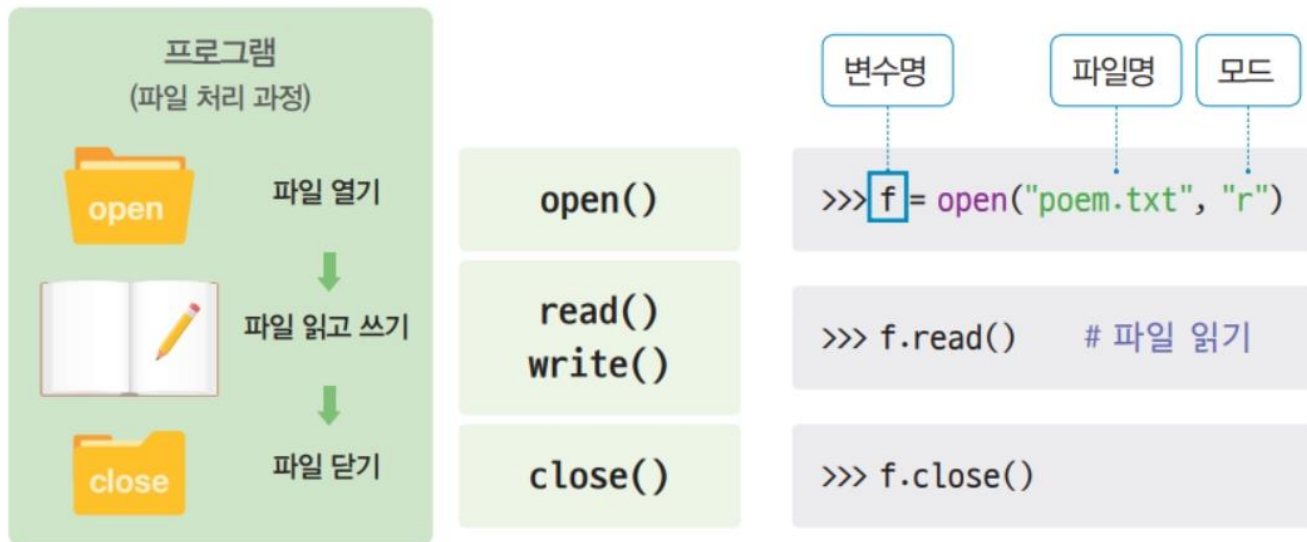 프로그램
(파일 처리 과정)
open
파일 열기
파일 읽고 쓰기
close
파일 닫기
open()
read()
write()
close()
변수명
파일명
모드
>>> f = open("poem.txt", "r")
>>> f.read() # 파일 읽기
>>> f.close()